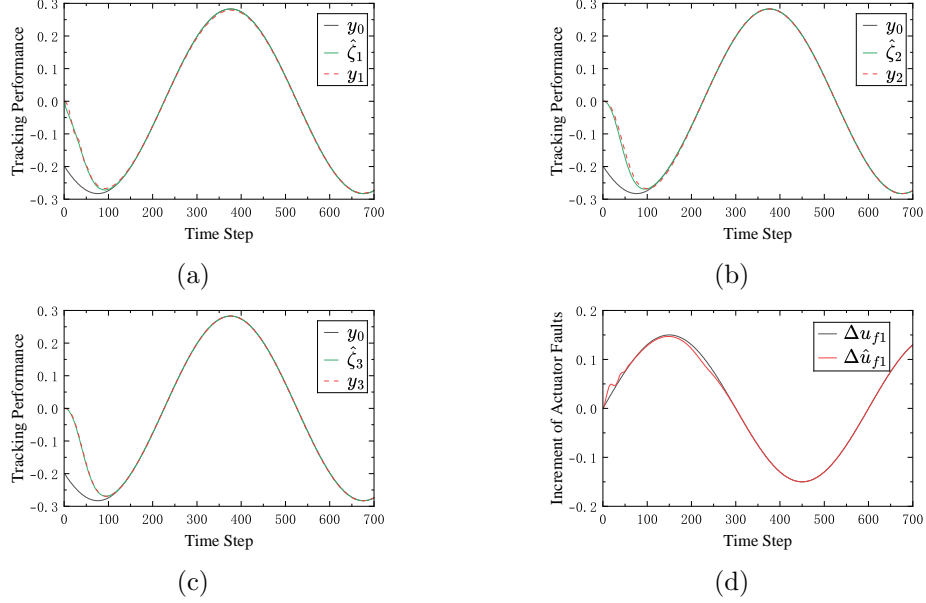 0.3
0.2
0.1
0.0
-0.1
-0.2
-0.3
0 100 200 300 400 500 600 700
Tracking Performance
Time Step
y₀
ζ̂₁
y₁
(a)
0.3
0.2
0.1
0.0
-0.1
-0.2
-0.3
0 100 200 300 400 500 600 700
Tracking Performance
Time Step
y₀
ζ̂₂
y₂
(b)
0.3
0.2
0.1
0.0
-0.1
-0.2
-0.3
0 100 200 300 400 500 600 700
Tracking Performance
Time Step
y₀
ζ̂₃
y₃
(c)
0.2
0.1
0.0
-0.1
-0.2
0 100 200 300 400 500 600 700
Increment of Actuator Faults
Time Step
Δu_{f1}
Δû_{f1}
(d)